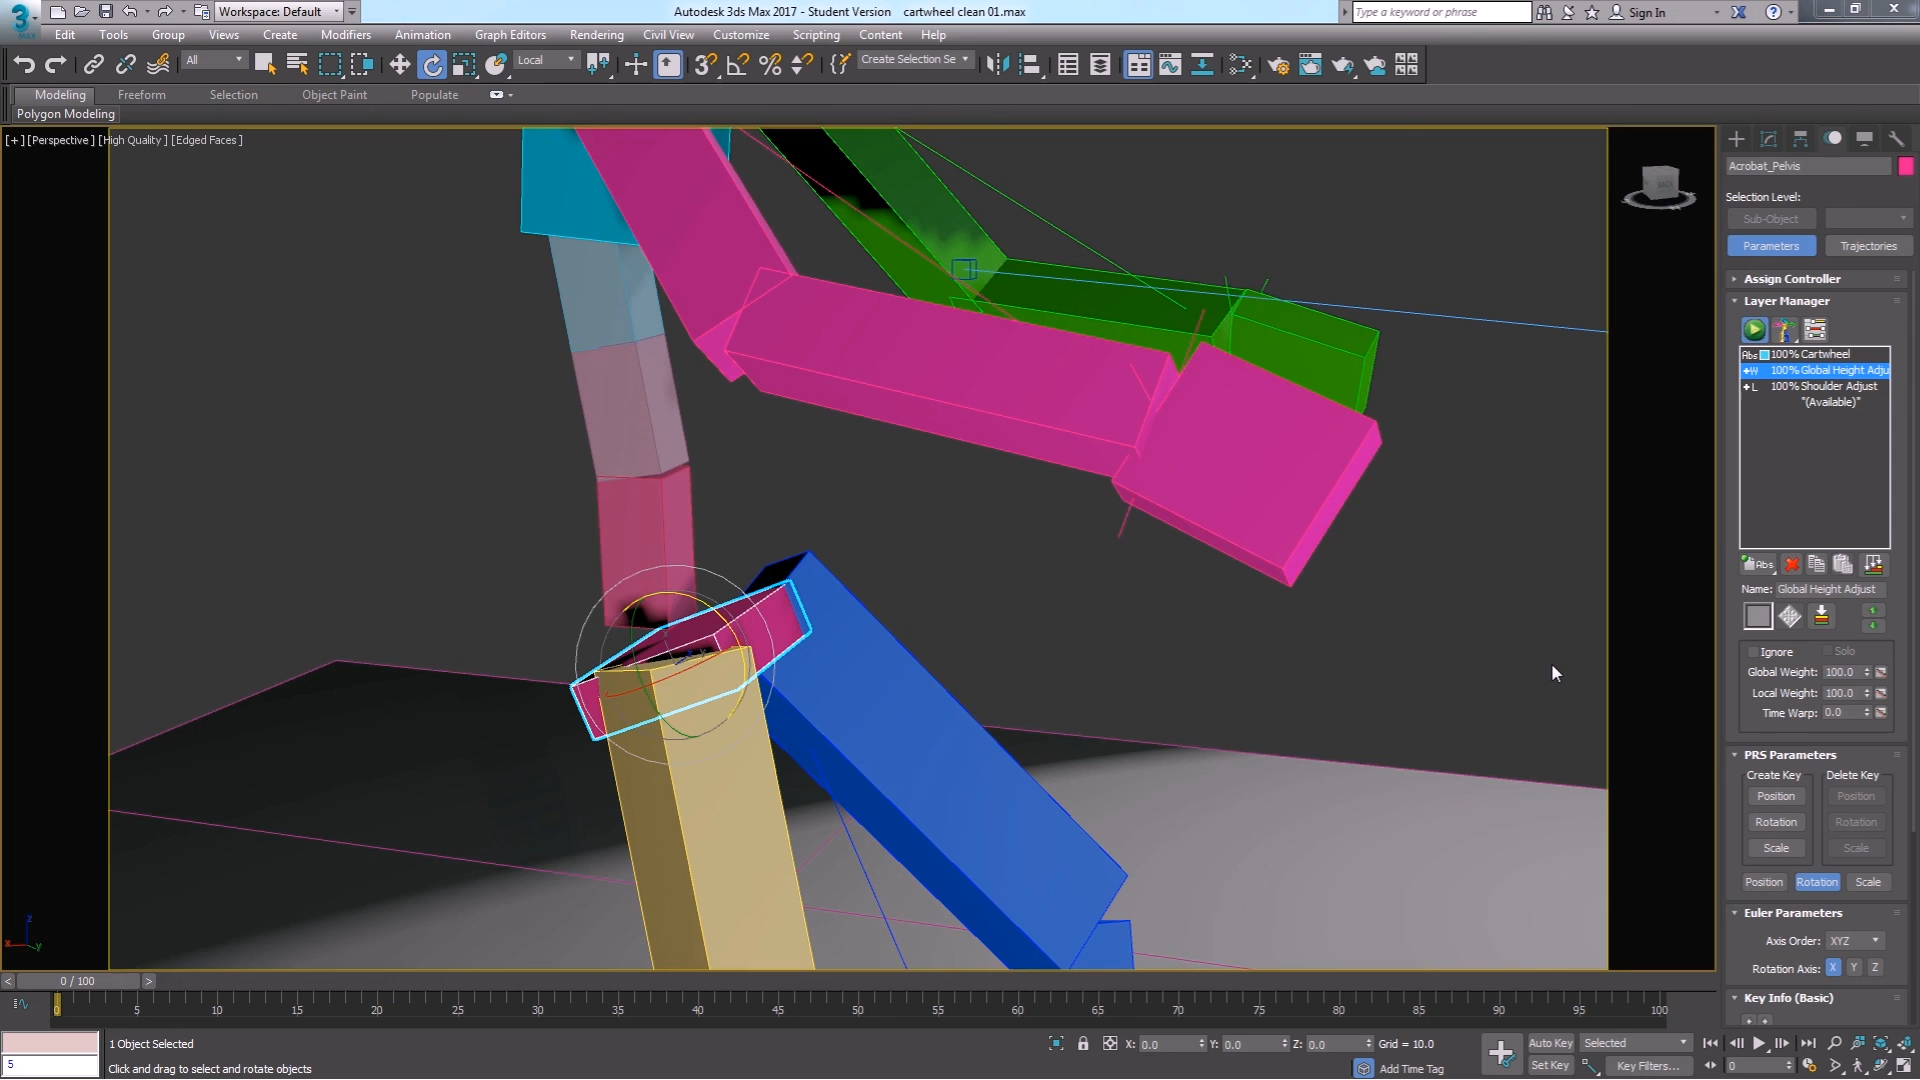 3
MAX
Workspace: Default
Autodesk 3ds Max 2017 - Student Version cartwheel clean 01.max
Type a keyword or phrase
Sign In
Edit Tools Group Views Create Modifiers Animation Graph Editors Rendering Civil View Customize Scripting Content Help
All
Local
Create Selection Se
Modeling Freeform Selection Object Paint Populate
Polygon Modeling
[+] [Perspective] [High Quality] [Edged Faces]
BACK
Acrobat_Pelvis
Selection Level:
Sub-Object
Parameters Trajectories
Assign Controller
Layer Manager
Abs 100% Cartwheel
+W 100% Global Height Adju
+L 100% Shoulder Adjust
"(Available)"
Abs
Name: Global Height Adjust
Ignore Solo
Global Weight: 100.0
Local Weight: 100.0
Time Warp: 0.0
PRS Parameters
Create Key Delete Key
Position Position
Rotation Rotation
Scale Scale
Position Rotation Scale
Euler Parameters
Axis Order: XYZ
Rotation Axis: X Y Z
Key Info (Basic)
z
x y
< 0 / 100 >
0 5 10 15 20 25 30 35 40 45 50 55 60 65 70 75 80 85 90 95 100
1 Object Selected
X: 0.0 Y: 0.0 Z: 0.0 Grid = 10.0
Auto Key Selected
5
Click and drag to select and rotate objects
Add Time Tag
Set Key Key Filters...
0